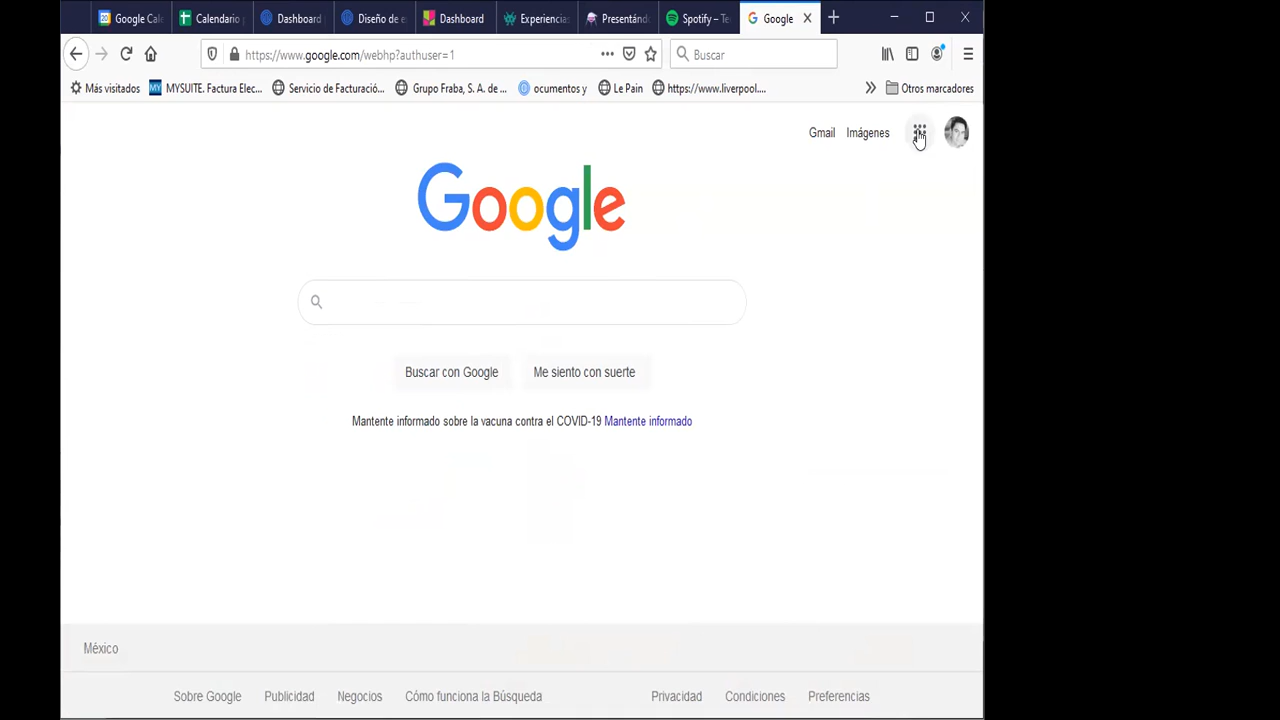 Google Cale
Calendario
Dashboard
Diseño de e
Dashboard
Experiencias
Presentánd
Spotify – Te
Google
https://www.google.com/webhp?authuser=1
Buscar
Más visitados
MYSUITE. Factura Elec...
Servicio de Facturació...
Grupo Fraba, S. A. de ...
ocumentos y
Le Pain
https://www.liverpool....
Otros marcadores
Gmail
Imágenes
Google
Buscar con Google
Me siento con suerte
Mantente informado sobre la vacuna contra el COVID-19 Mantente informado
México
Sobre Google
Publicidad
Negocios
Cómo funciona la Búsqueda
Privacidad
Condiciones
Preferencias